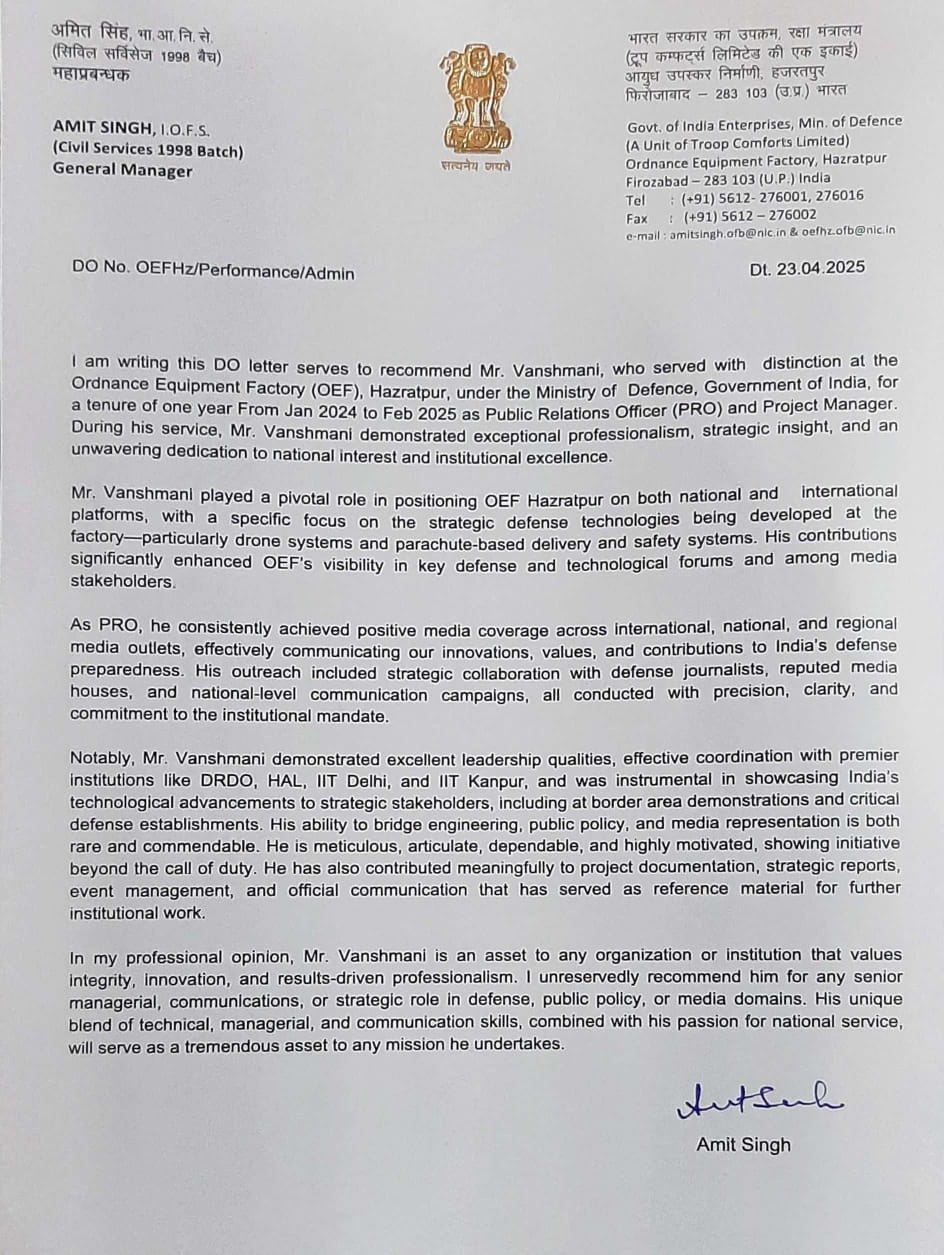 अमित सिंह, भा.आ.नि.से.
(सिविल सर्विसेज 1998 बैच)
महाप्रबन्धक
AMIT SINGH, I.O.F.S.
(Civil Services 1998 Batch)
General Manager
सत्यमेव जयते
भारत सरकार का उपक्रम, रक्षा मंत्रालय
(ट्रूप कम्फर्ट्स लिमिटेड की एक इकाई)
आयुध उपस्कर निर्माणी, हजरतपुर
फिरोजाबाद – 283 103 (उ.प्र.) भारत
Govt. of India Enterprises, Min. of Defence
(A Unit of Troop Comforts Limited)
Ordnance Equipment Factory, Hazratpur
Firozabad – 283 103 (U.P.) India
Tel : (+91) 5612- 276001, 276016
Fax : (+91) 5612 – 276002
e-mail : amitsingh.ofb@nic.in & oefhz.ofb@nic.in
DO No. OEFHz/Performance/Admin
Dt. 23.04.2025
I am writing this DO letter serves to recommend Mr. Vanshmani, who served with distinction at the
Ordnance Equipment Factory (OEF), Hazratpur, under the Ministry of Defence, Government of India, for
a tenure of one year From Jan 2024 to Feb 2025 as Public Relations Officer (PRO) and Project Manager.
During his service, Mr. Vanshmani demonstrated exceptional professionalism, strategic insight, and an
unwavering dedication to national interest and institutional excellence.
Mr. Vanshmani played a pivotal role in positioning OEF Hazratpur on both national and international
platforms, with a specific focus on the strategic defense technologies being developed at the
factory—particularly drone systems and parachute-based delivery and safety systems. His contributions
significantly enhanced OEF's visibility in key defense and technological forums and among media
stakeholders.
As PRO, he consistently achieved positive media coverage across international, national, and regional
media outlets, effectively communicating our innovations, values, and contributions to India's defense
preparedness. His outreach included strategic collaboration with defense journalists, reputed media
houses, and national-level communication campaigns, all conducted with precision, clarity, and
commitment to the institutional mandate.
Notably, Mr. Vanshmani demonstrated excellent leadership qualities, effective coordination with premier
institutions like DRDO, HAL, IIT Delhi, and IIT Kanpur, and was instrumental in showcasing India's
technological advancements to strategic stakeholders, including at border area demonstrations and critical
defense establishments. His ability to bridge engineering, public policy, and media representation is both
rare and commendable. He is meticulous, articulate, dependable, and highly motivated, showing initiative
beyond the call of duty. He has also contributed meaningfully to project documentation, strategic reports,
event management, and official communication that has served as reference material for further
institutional work.
In my professional opinion, Mr. Vanshmani is an asset to any organization or institution that values
integrity, innovation, and results-driven professionalism. I unreservedly recommend him for any senior
managerial, communications, or strategic role in defense, public policy, or media domains. His unique
blend of technical, managerial, and communication skills, combined with his passion for national service,
will serve as a tremendous asset to any mission he undertakes.
Amit Singh